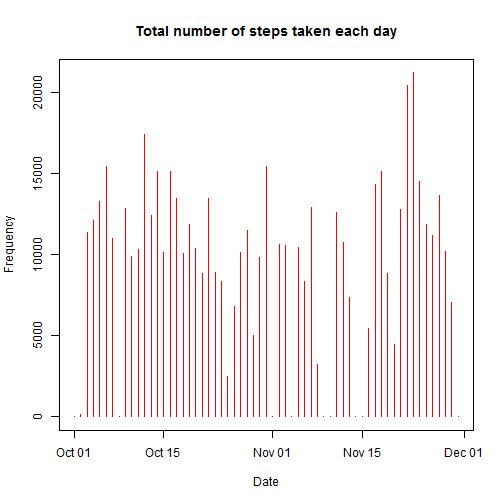 Total number of steps taken each day
Frequency
20000
15000
10000
5000
0
Oct 01 Oct 15 Nov 01 Nov 15 Dec 01
Date